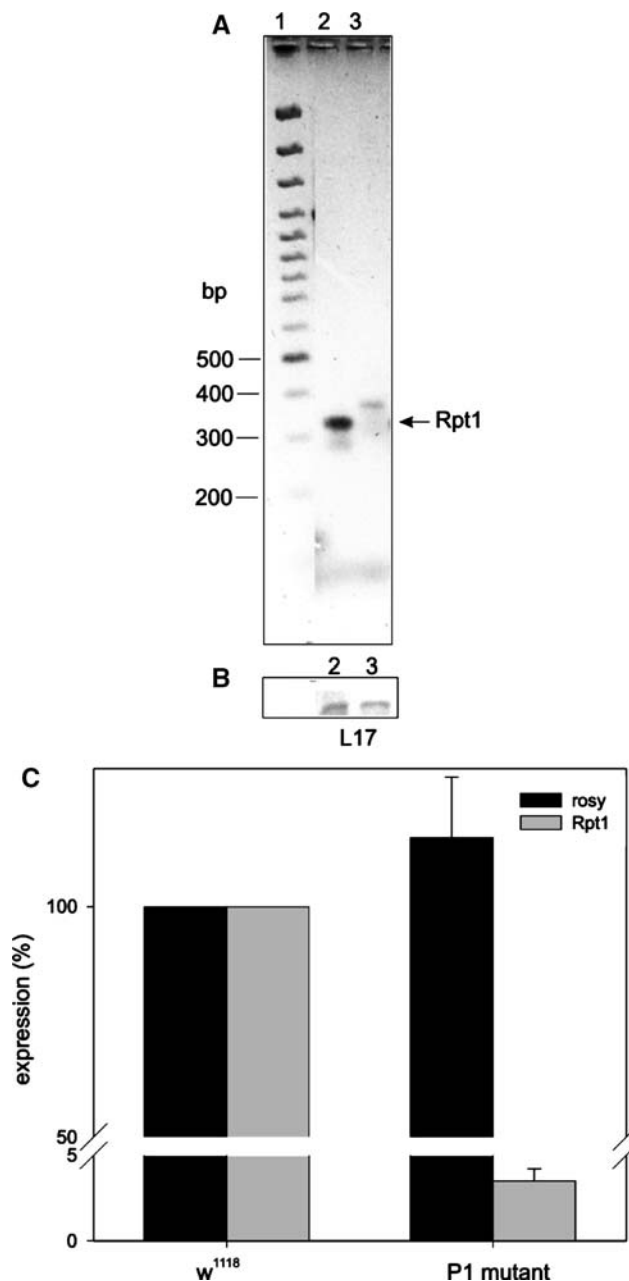 A
1 2 3
bp
500
400
Rpt1
300
200
B
2 3
L17
C
rosy
Rpt1
100
expression (%)
50
5
0
w1118
P1 mutant